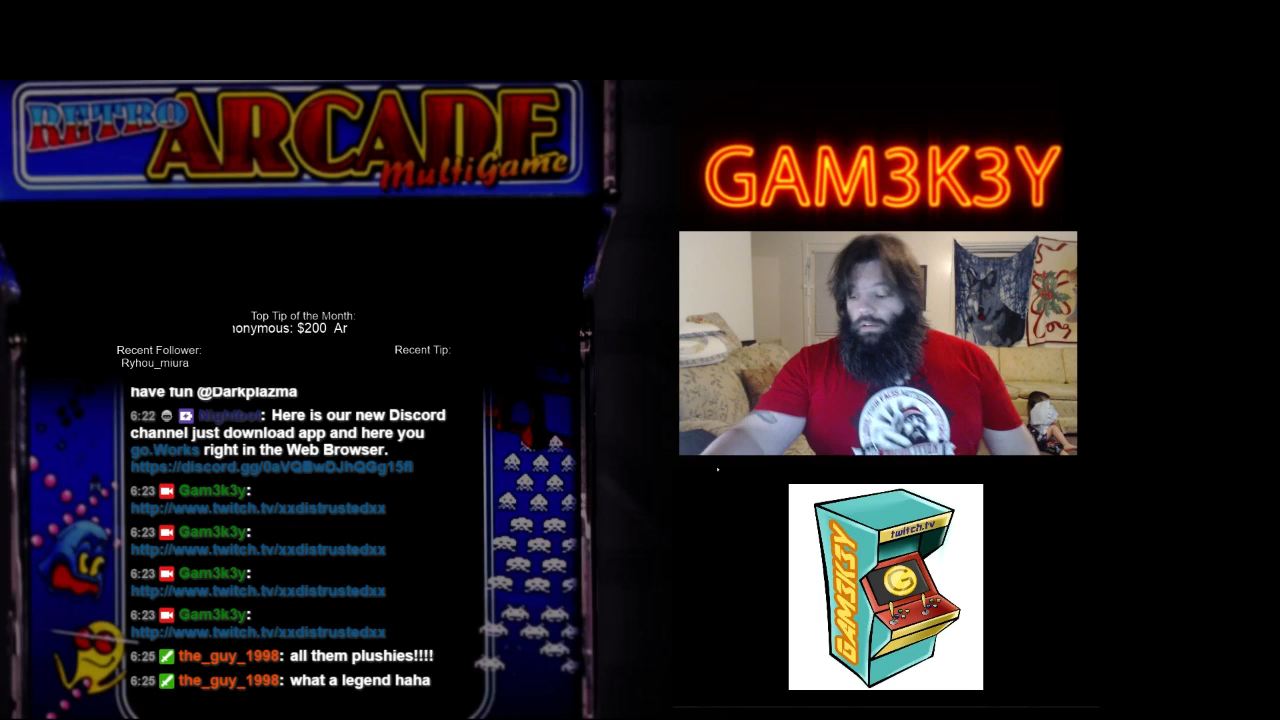 RETRO ARCADE
MultiGame
GAM3K3Y
Top Tip of the Month:
nonymous: $200 Ar
Recent Follower:
Recent Tip:
Ryhou_miura
have fun @Darkplazma
6:22 Nightbot: Here is our new Discord
channel just download app and here you
go.Works right in the Web Browser.
6:23 Gam3k3y:
http://www.twitch.tv/xxdistrustedxx
6:23 Gam3k3y:
http://www.twitch.tv/xxdistrustedxx
6:23 Gam3k3y:
http://www.twitch.tv/xxdistrustedxx
6:23 Gam3k3y:
http://www.twitch.tv/xxdistrustedxx
6:25 the_guy_1998: all them plushies!!!!
6:25 the_guy_1998: what a legend haha
twitch.tv
GAM3K3Y